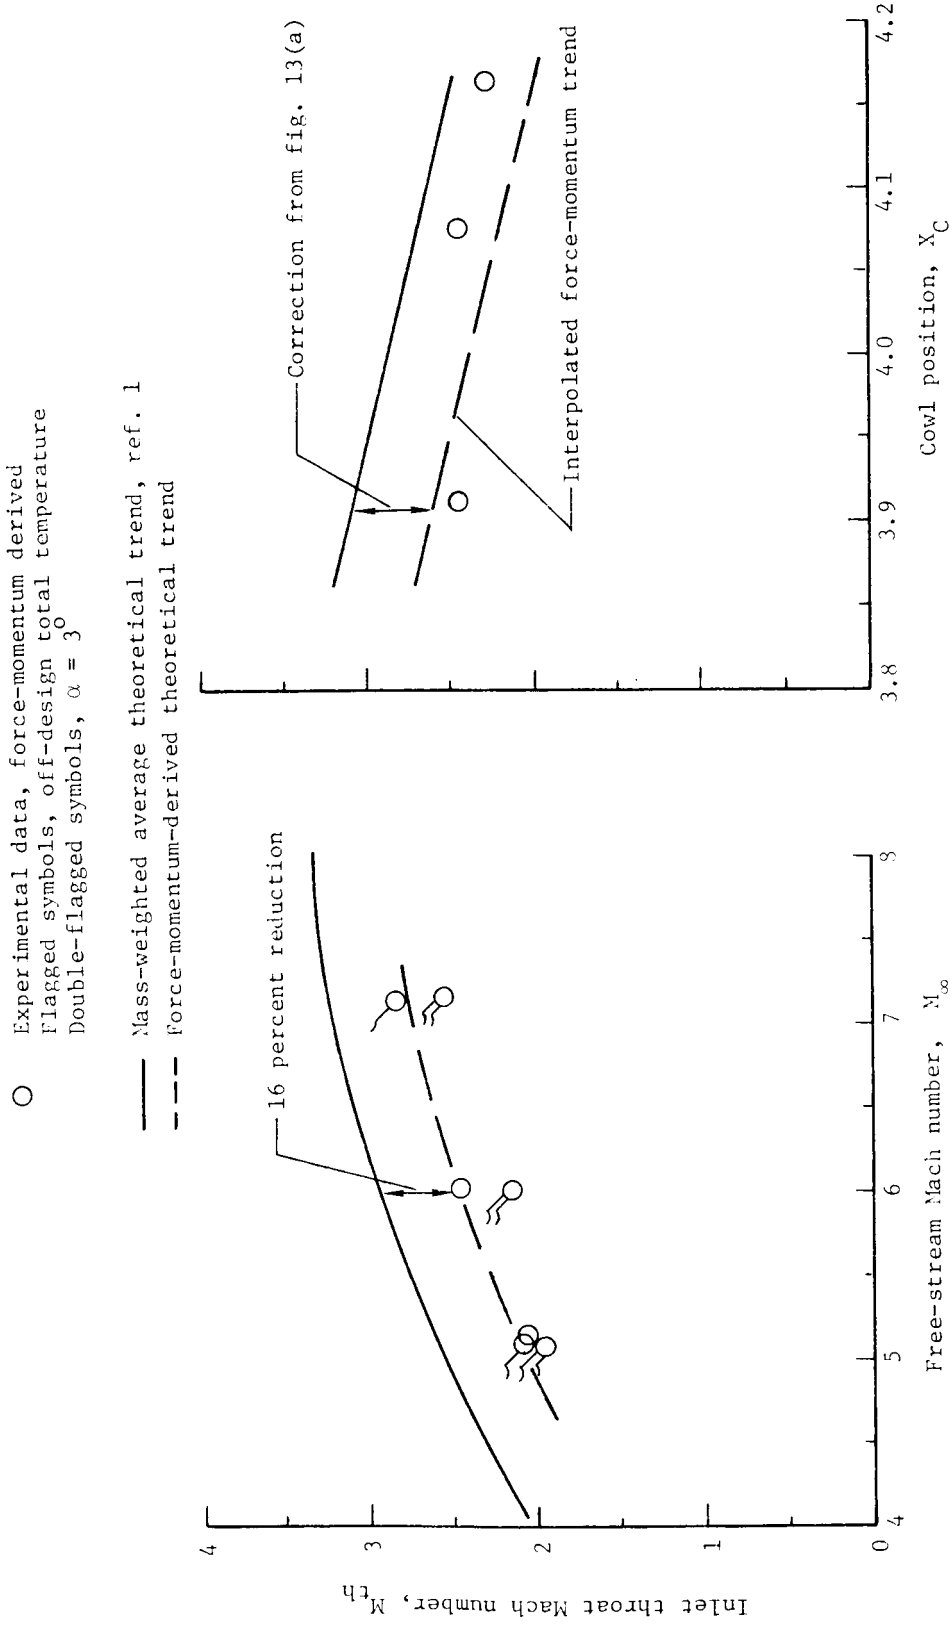 Experimental data, force-momentum derived
Flagged symbols, off-design total temperature
Double-flagged symbols, α = 3°
Mass-weighted average theoretical trend, ref. 1
Force-momentum-derived theoretical trend
16 percent reduction
Inlet throat Mach number, M_th
4
3
2
1
0
4
5
6
7
8
Free-stream Mach number, M_∞
Correction from fig. 13(a)
Interpolated force-momentum trend
3.8
3.9
4.0
4.1
4.2
Cowl position, X_C